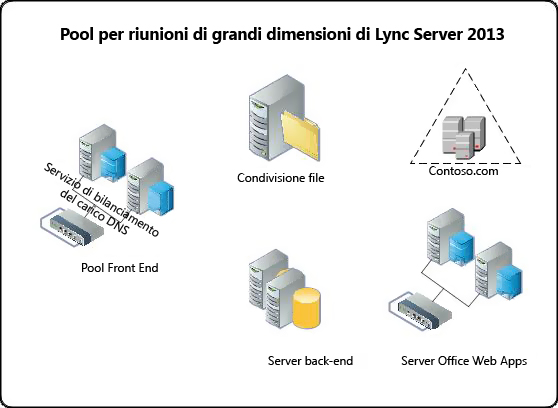 Pool per riunioni di grandi dimensioni di Lync Server 2013
Condivisione file
Contoso.com
Servizio di bilanciamento
del carico DNS
Pool Front End
Server back-end
Server Office Web Apps